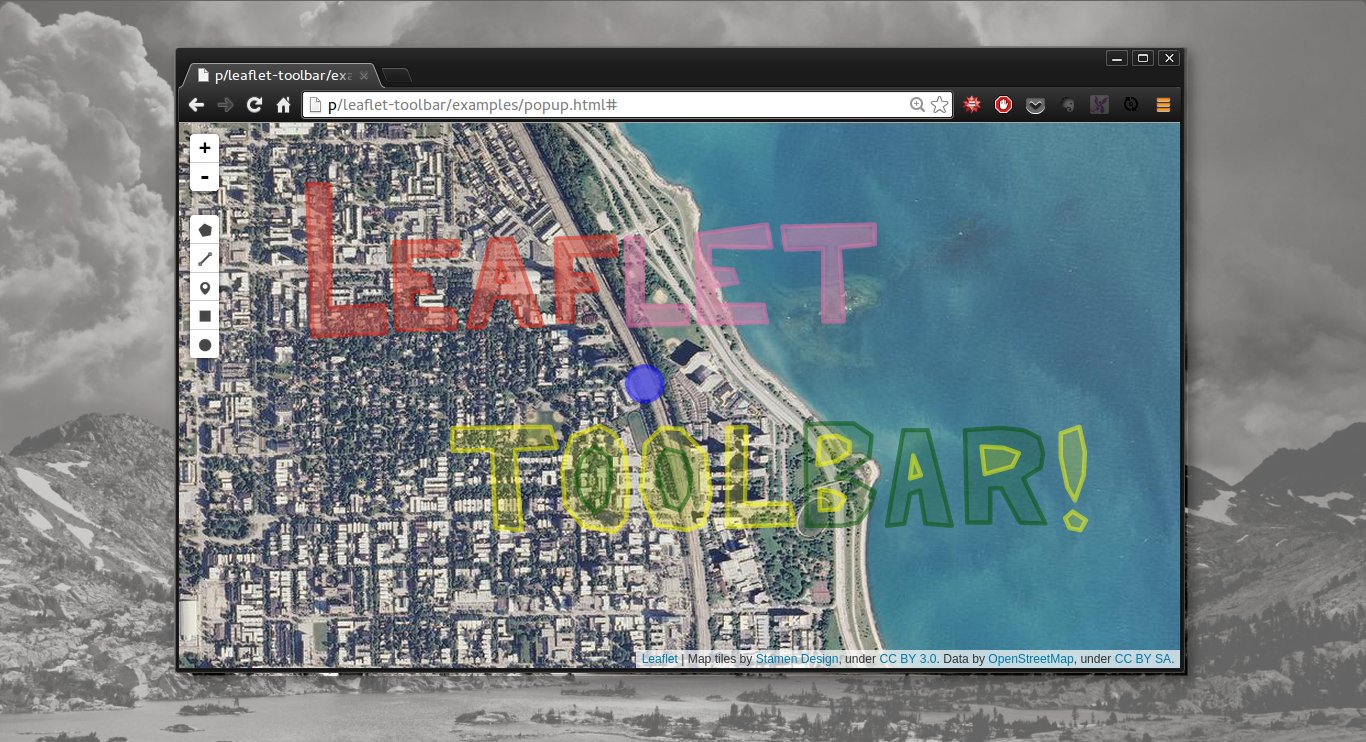 p/leaflet-toolbar/exa
p/leaflet-toolbar/examples/popup.html#
+
-
LEAFLET
TOOLBAR!
Leaflet | Map tiles by Stamen Design, under CC BY 3.0. Data by OpenStreetMap, under CC BY SA.